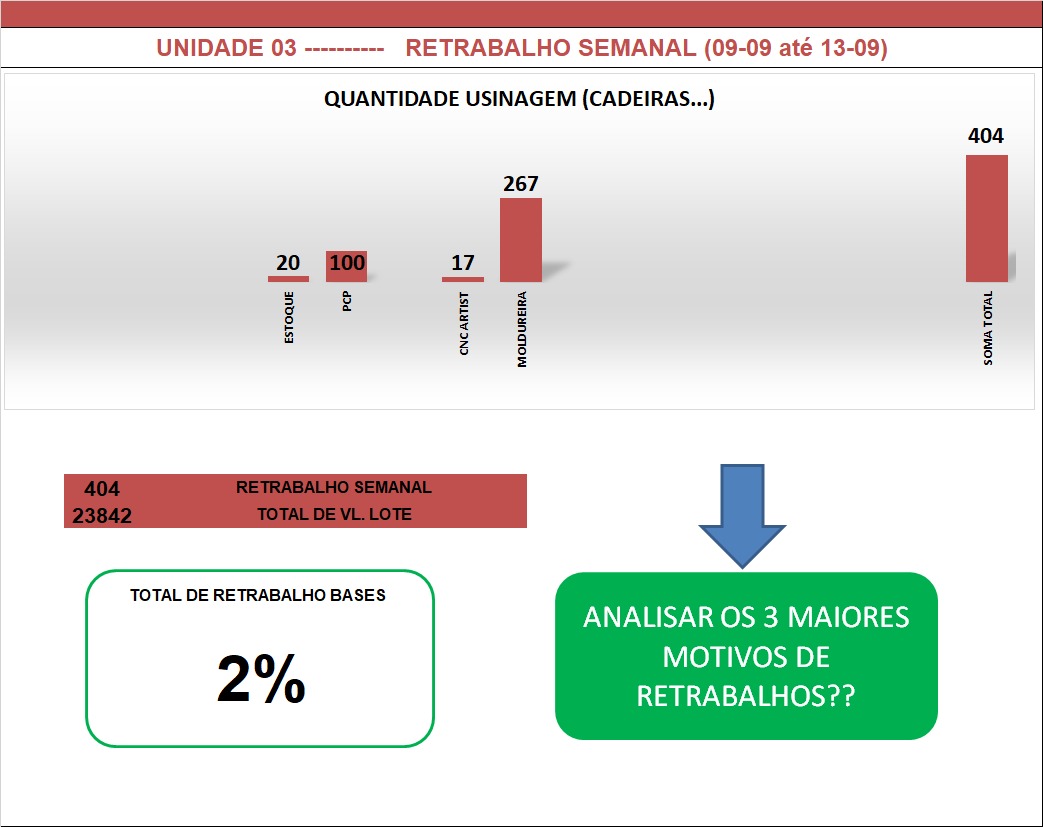 UNIDADE 03 ---------- RETRABALHO SEMANAL (09-09 até 13-09)
QUANTIDADE USINAGEM (CADEIRAS...)
404
267
20
100
17
ESTOQUE
PCP
CNC ARTIST
MOLDUREIRA
SOMA TOTAL
404 RETRABALHO SEMANAL
23842 TOTAL DE VL. LOTE
TOTAL DE RETRABALHO BASES
2%
ANALISAR OS 3 MAIORES
MOTIVOS DE
RETRABALHOS??